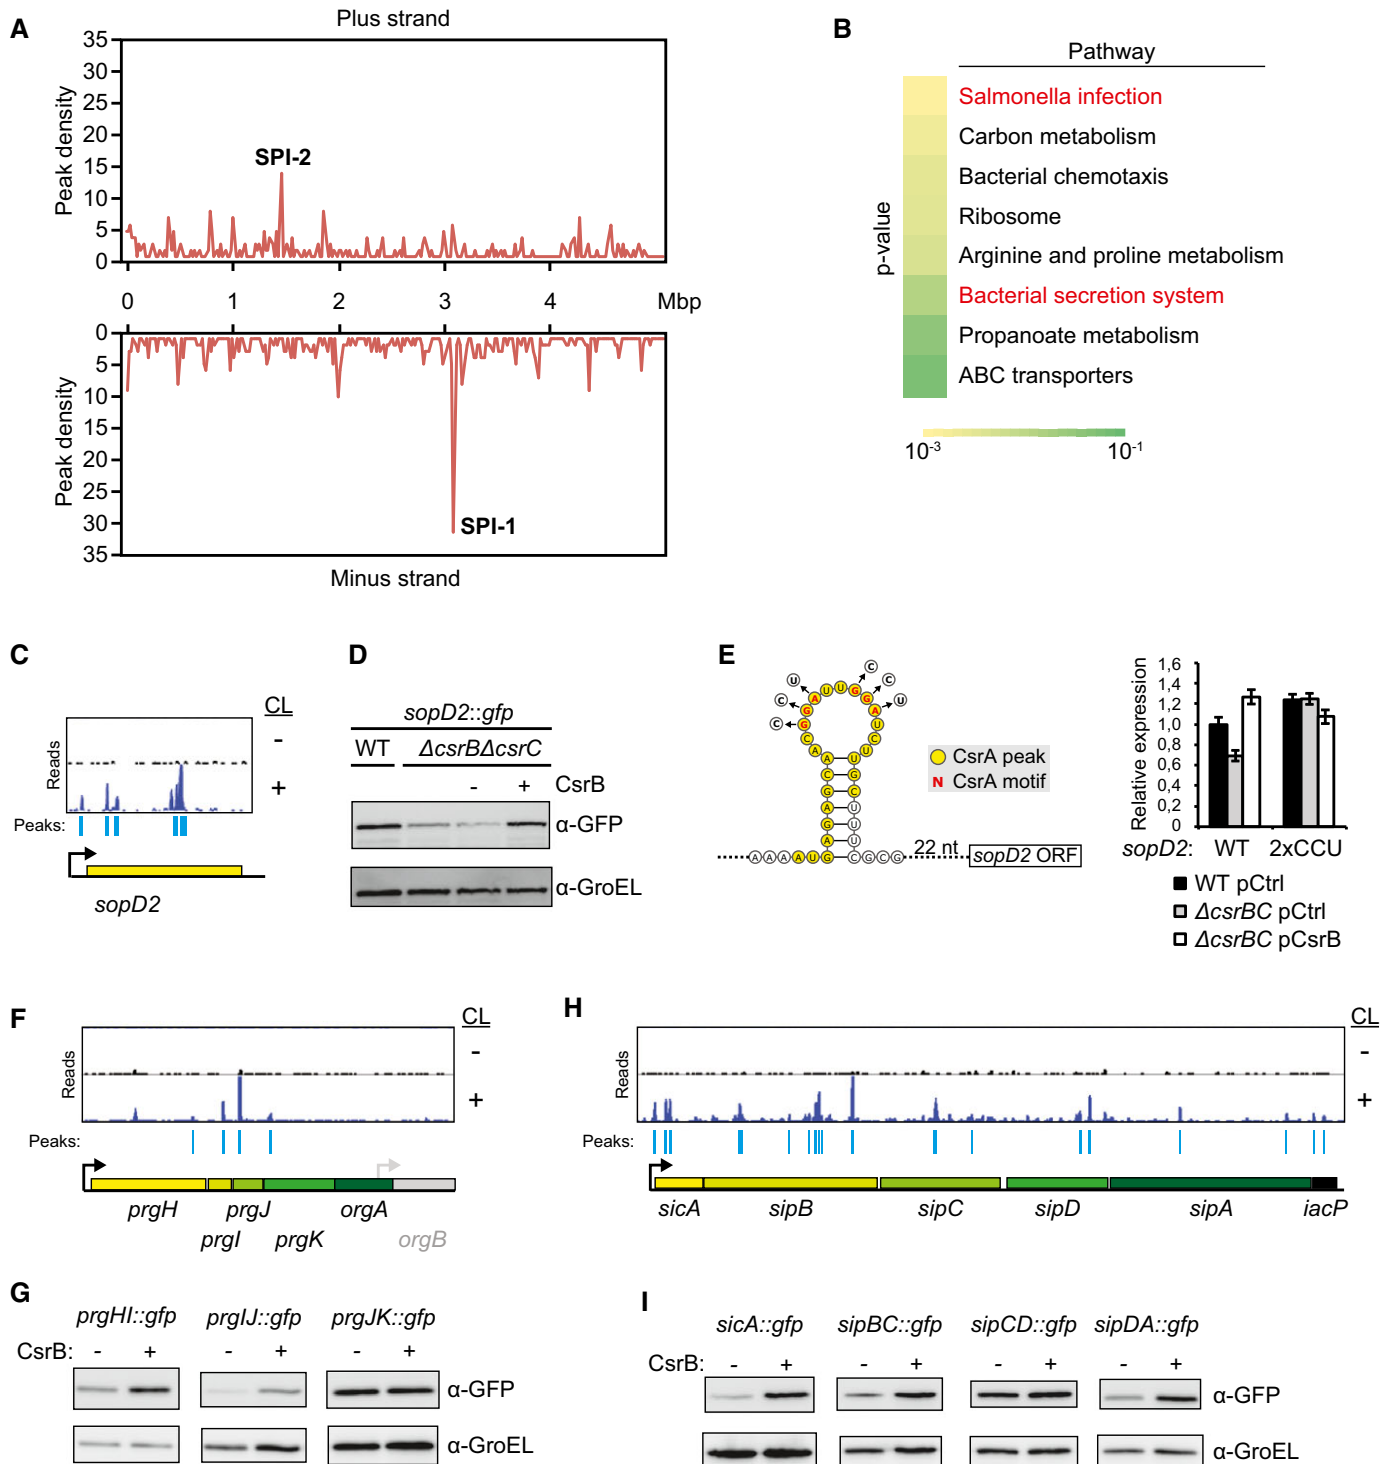 A
Plus strand
Peak density
35
30
25
20
15
10
5
0
SPI-2
0 1 2 3 4 Mbp
Peak density
0
5
10
15
20
25
30
35
SPI-1
Minus strand
B
Pathway
p-value
Salmonella infection
Carbon metabolism
Bacterial chemotaxis
Ribosome
Arginine and proline metabolism
Bacterial secretion system
Propanoate metabolism
ABC transporters
10-3 10-1
C
CL
Reads
-
+
Peaks:
sopD2
D
sopD2::gfp
WT ΔcsrBΔcsrC
- + CsrB
α-GFP
α-GroEL
E
CsrA peak
N CsrA motif
A A A A U G C G C G
22 nt
sopD2 ORF
Relative expression
1,6
1,4
1,2
1,0
0,8
0,6
0,4
0,2
0
sopD2: WT 2xCCU
WT pCtrl
ΔcsrBC pCtrl
ΔcsrBC pCsrB
F
CL
Reads
-
+
Peaks:
prgH prgI prgJ prgK orgA orgB
H
CL
Reads
-
+
Peaks:
sicA sipB sipC sipD sipA iacP
G
prgHI::gfp prgIJ::gfp prgJK::gfp
CsrB: - + - + - +
α-GFP
α-GroEL
I
sicA::gfp sipBC::gfp sipCD::gfp sipDA::gfp
CsrB: - + - + - + - +
α-GFP
α-GroEL